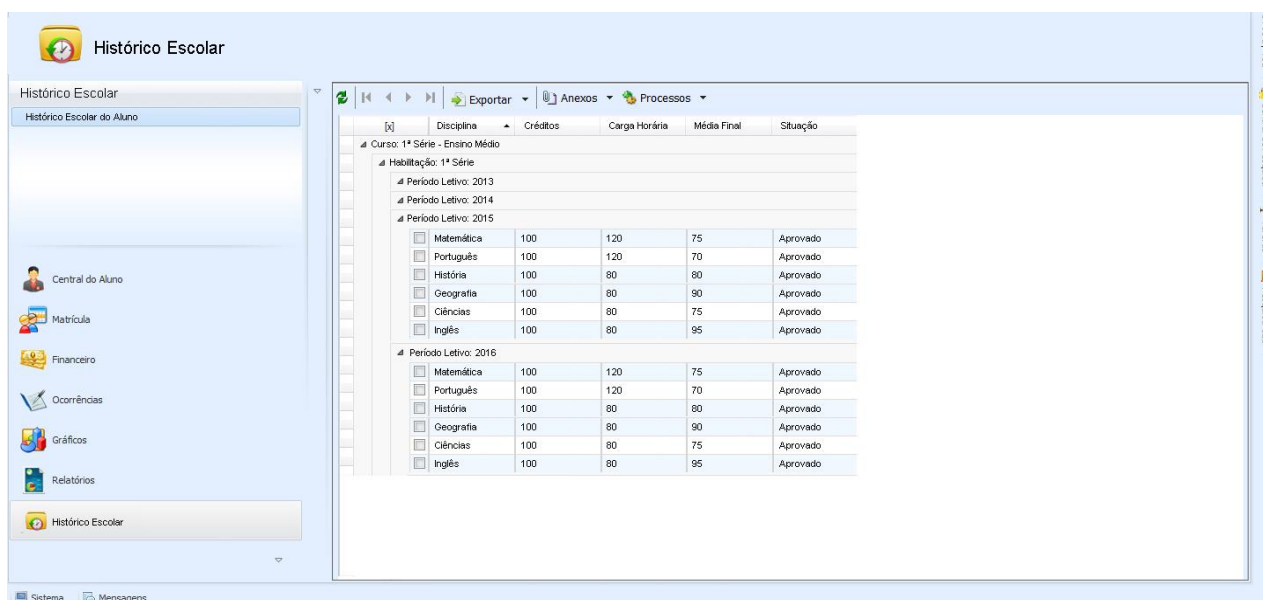 Histórico Escolar
Histórico Escolar
Histórico Escolar do Aluno
Central do Aluno
Matrícula
Financeiro
Ocorrências
Gráficos
Relatórios
Histórico Escolar
Exportar Anexos Processos
[x] Disciplina Créditos Carga Horária Média Final Situação
Curso: 1ª Série - Ensino Médio
Habilitação: 1ª Série
Período Letivo: 2013
Período Letivo: 2014
Período Letivo: 2015
Matemática 100 120 75 Aprovado
Português 100 120 70 Aprovado
História 100 80 80 Aprovado
Geografia 100 80 90 Aprovado
Ciências 100 80 75 Aprovado
Inglês 100 80 95 Aprovado
Período Letivo: 2016
Matemática 100 120 75 Aprovado
Português 100 120 70 Aprovado
História 100 80 80 Aprovado
Geografia 100 80 90 Aprovado
Ciências 100 80 75 Aprovado
Inglês 100 80 95 Aprovado
Sistema Mensagens